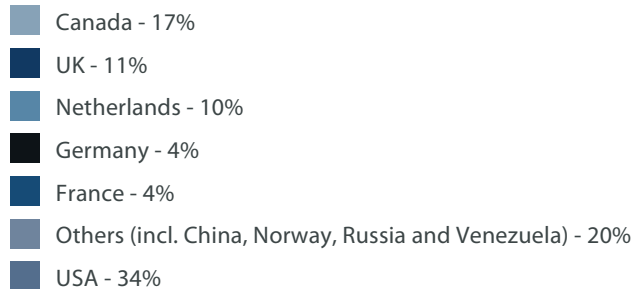 Canada - 17%
UK - 11%
Netherlands - 10%
Germany - 4%
France - 4%
Others (incl. China, Norway, Russia and Venezuela) - 20%
USA - 34%